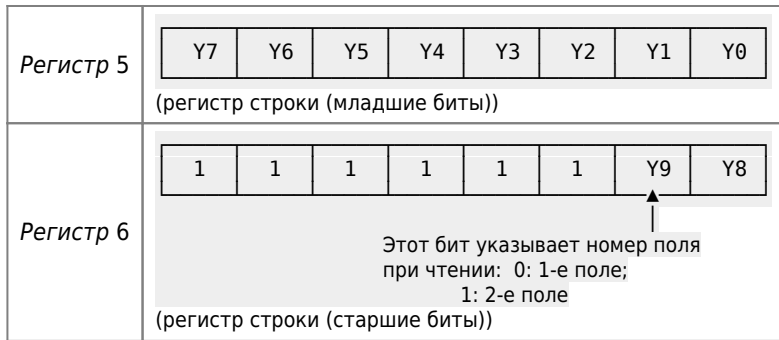 Регистр 5
Y7 Y6 Y5 Y4 Y3 Y2 Y1 Y0
(регистр строки (младшие биты))
Регистр 6
1 1 1 1 1 1 Y9 Y8
Этот бит указывает номер поля
при чтении: 0: 1-е поле;
1: 2-е поле
(регистр строки (старшие биты))